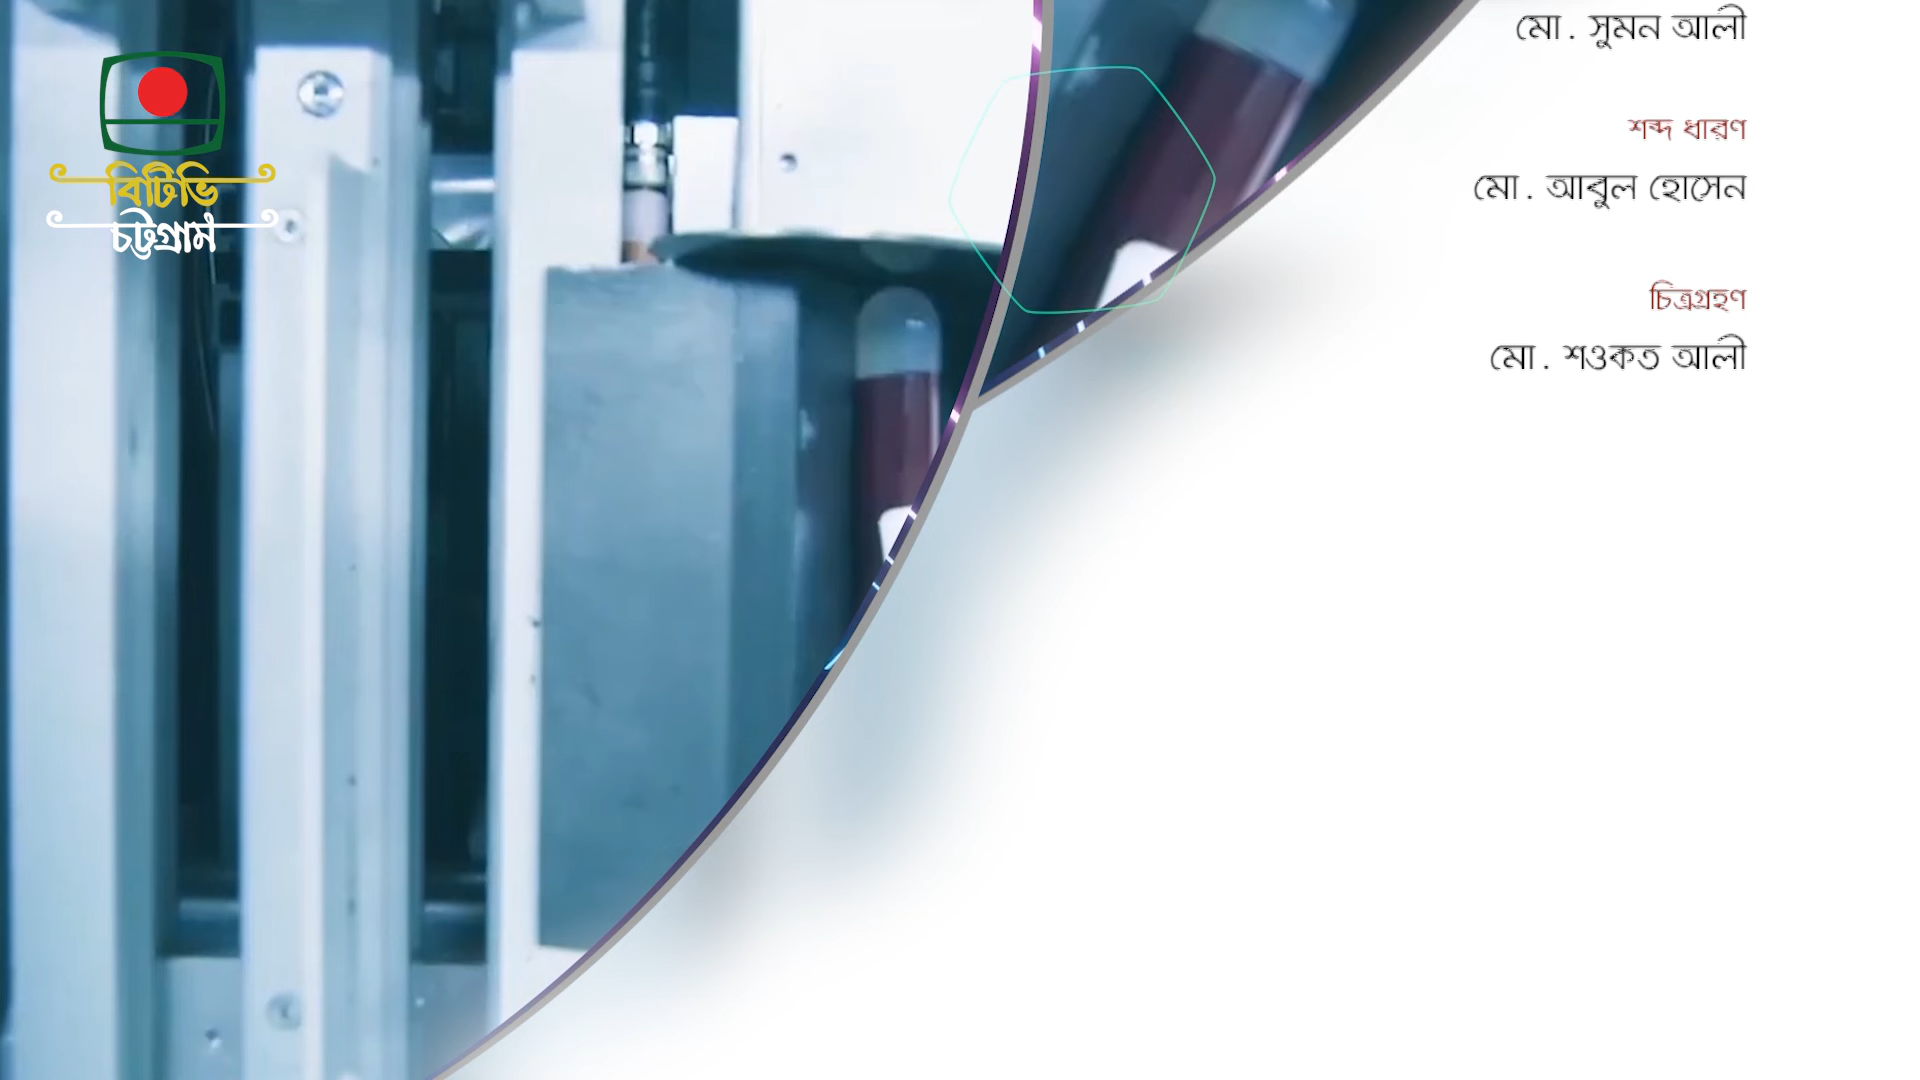 বিটিভি
চট্টগ্রাম
মো. সুমন আলী
শব্দ ধারণ
মো. আবুল হোসেন
চিত্রগ্রহণ
মো. শওকত আলী